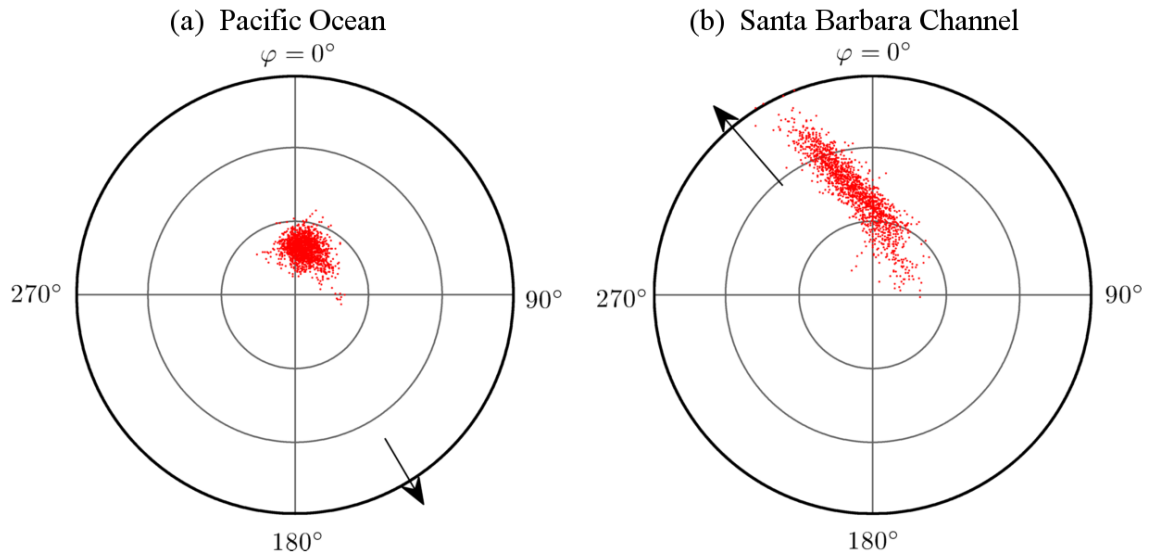 (a) Pacific Ocean
φ = 0°
270°
90°
180°
(b) Santa Barbara Channel
φ = 0°
270°
90°
180°